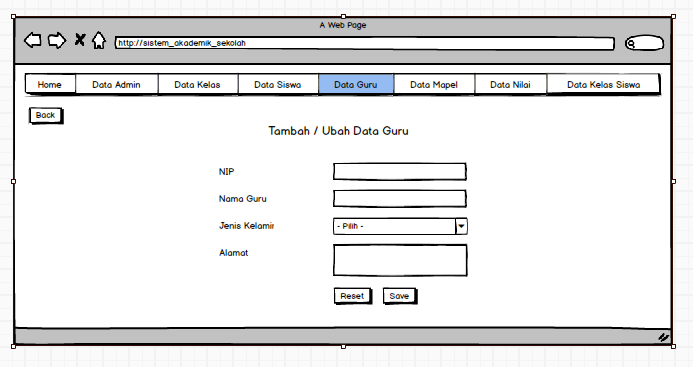 A Web Page
http://sistem_akademik_sekolah
Home Data Admin Data Kelas Data Siswa Data Guru Data Mapel Data Nilai Data Kelas Siswa
Back
Tambah / Ubah Data Guru
NIP
Nama Guru
Jenis Kelamir
- Pilih -
Alamat
Reset Save